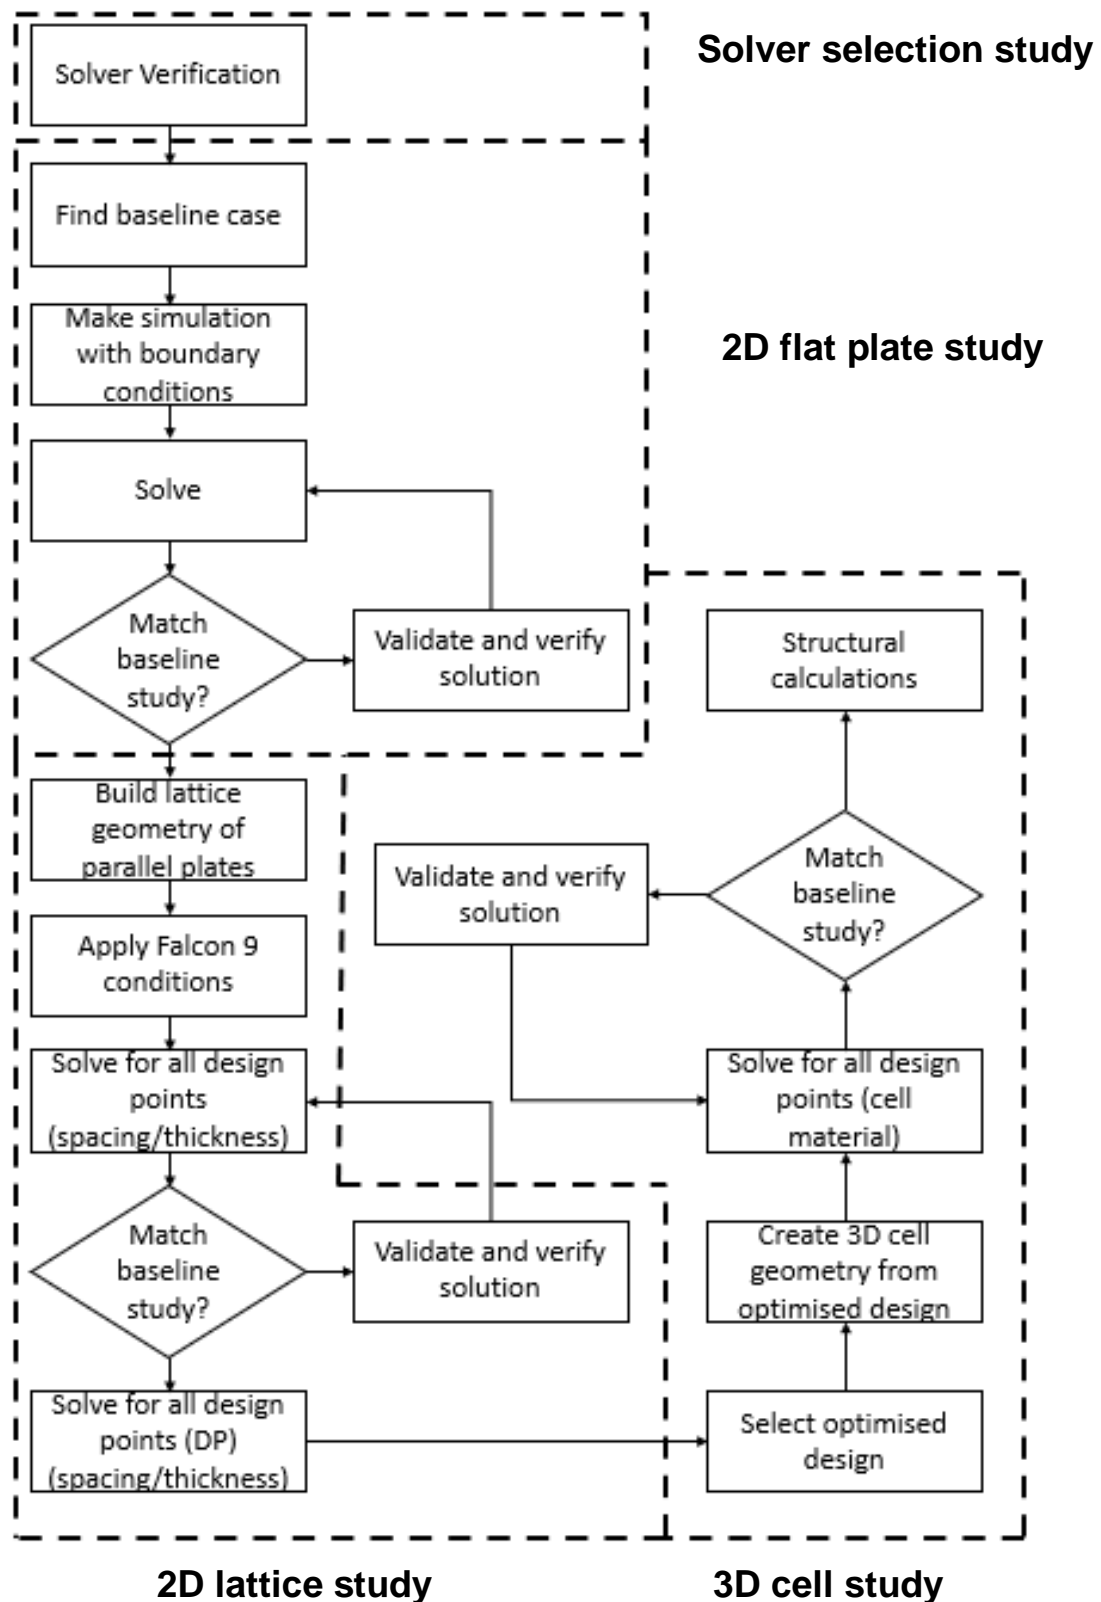 Solver selection study
Solver Verification
Find baseline case
2D flat plate study
Make simulation
with boundary
conditions
Solve
Match
baseline
study?
Validate and verify
solution
Build lattice
geometry of
parallel plates
Apply Falcon 9
conditions
Solve for all design
points
(spacing/thickness)
Match
baseline
study?
Validate and verify
solution
Solve for all design
points (DP)
(spacing/thickness)
Select optimised
design
Create 3D cell
geometry from
optimised design
Solve for all design
points (cell
material)
Match
baseline
study?
Validate and verify
solution
Structural
calculations
2D lattice study
3D cell study